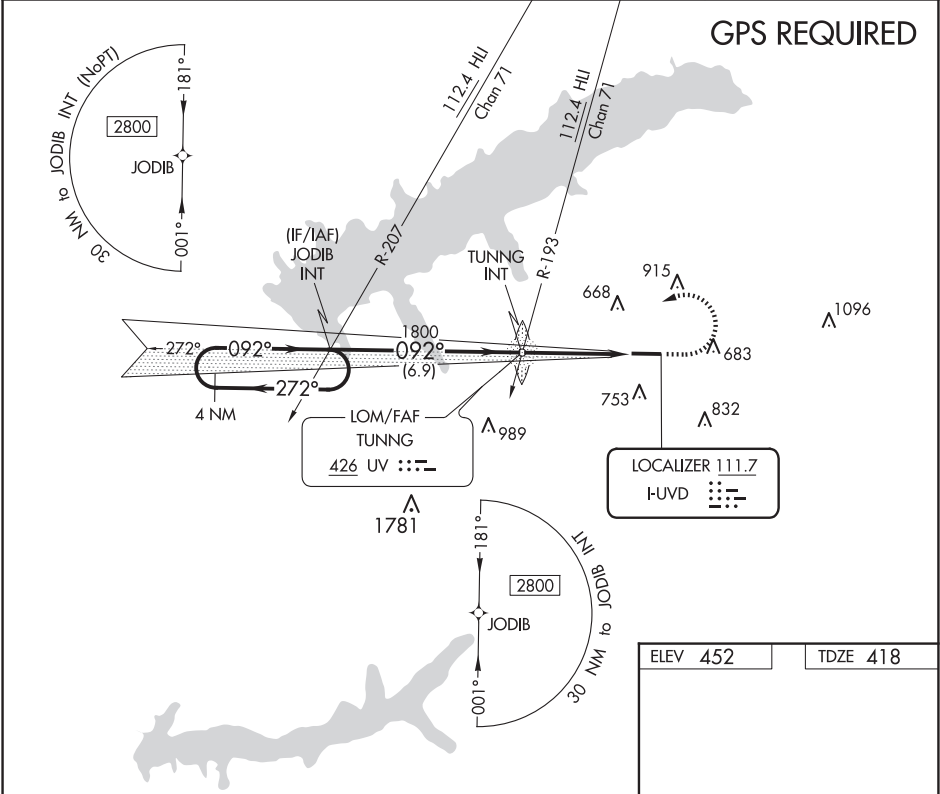 GPS REQUIRED
30 NM to JODIB INT (NoPT)
181°
2800
JODIB
001°
112.4 HLI
Chan 71
112.4 HLI
Chan 71
R-207
R-193
(IF/IAF)
JODIB
INT
TUNNG
INT
668
915
1096
683
753
832
989
1781
1800
272°
092°
092°
(6.9)
272°
4 NM
LOM/FAF
TUNNG
426 UV
LOCALIZER 111.7
I-UVD
181°
2800
JODIB
001°
30 NM to JODIB INT
ELEV 452
TDZE 418